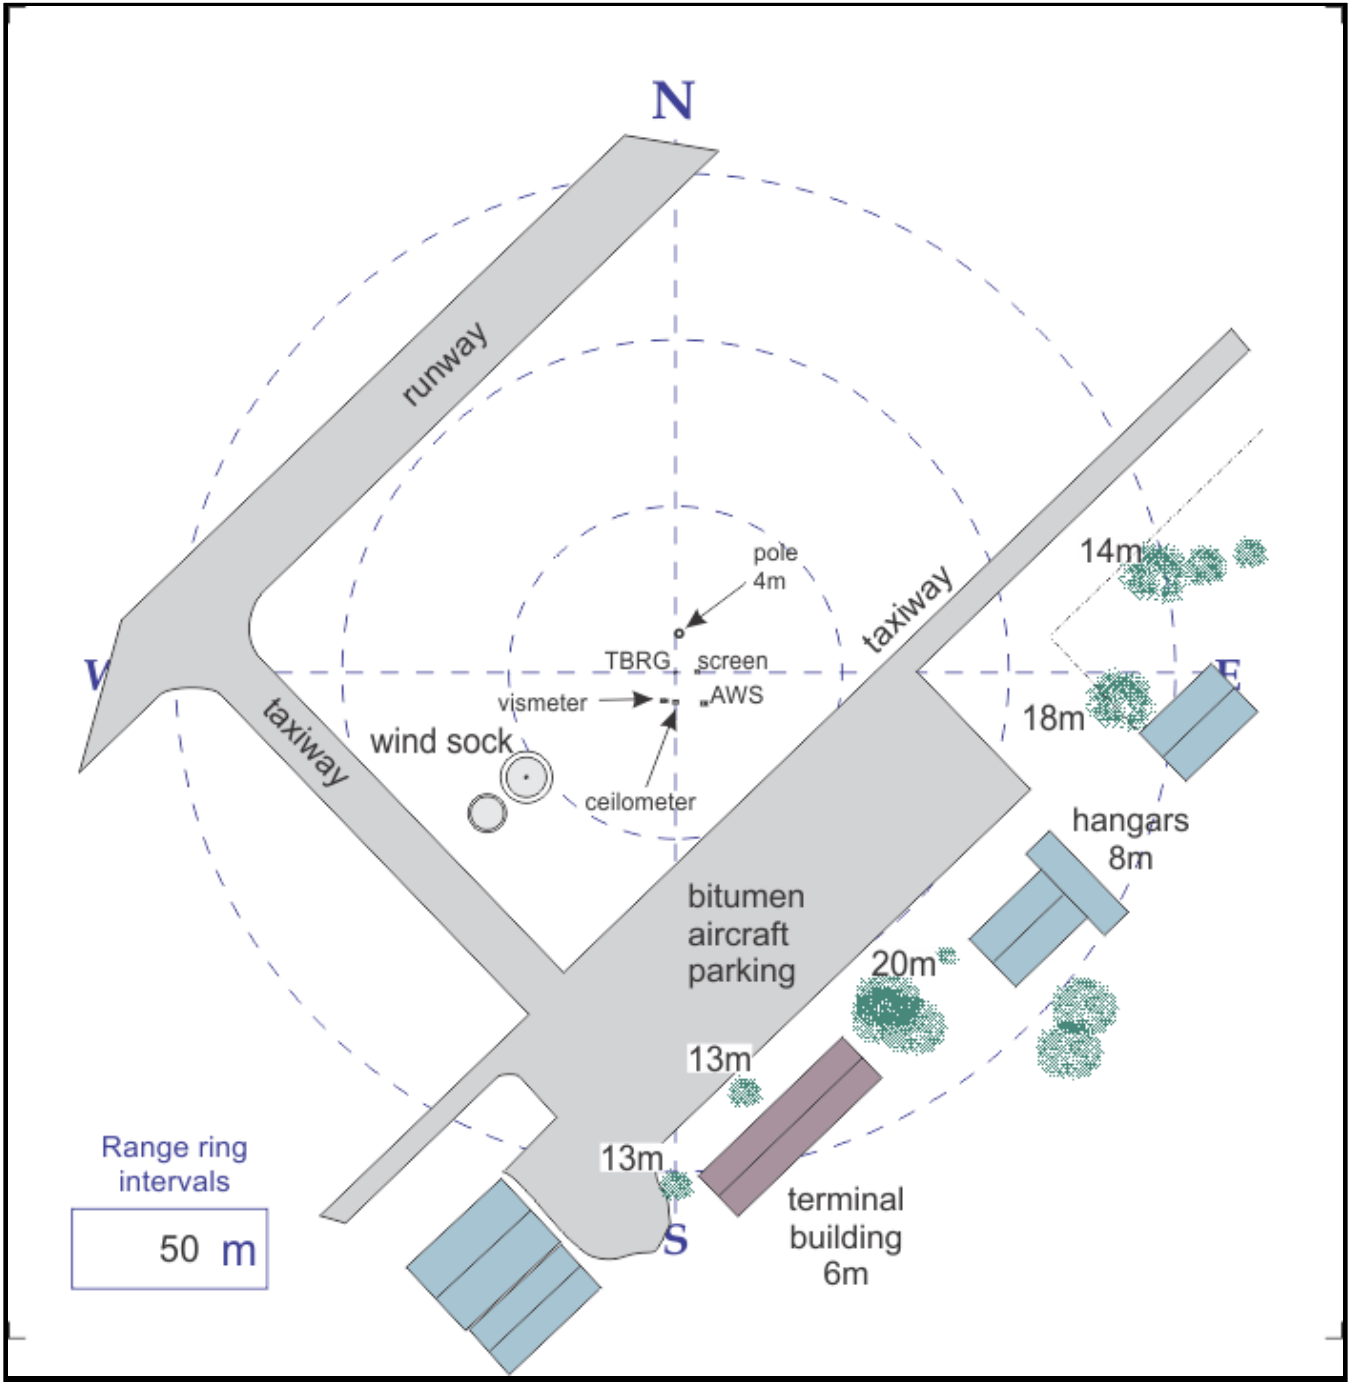 N
runway
pole
4m
14m
taxiway
TBRG
screen
W
E
vismeter
AWS
18m
taxiway
wind sock
ceilometer
hangars
8m
bitumen
aircraft
parking
20m
13m
13m
Range ring
intervals
50 m
terminal
building
6m
S